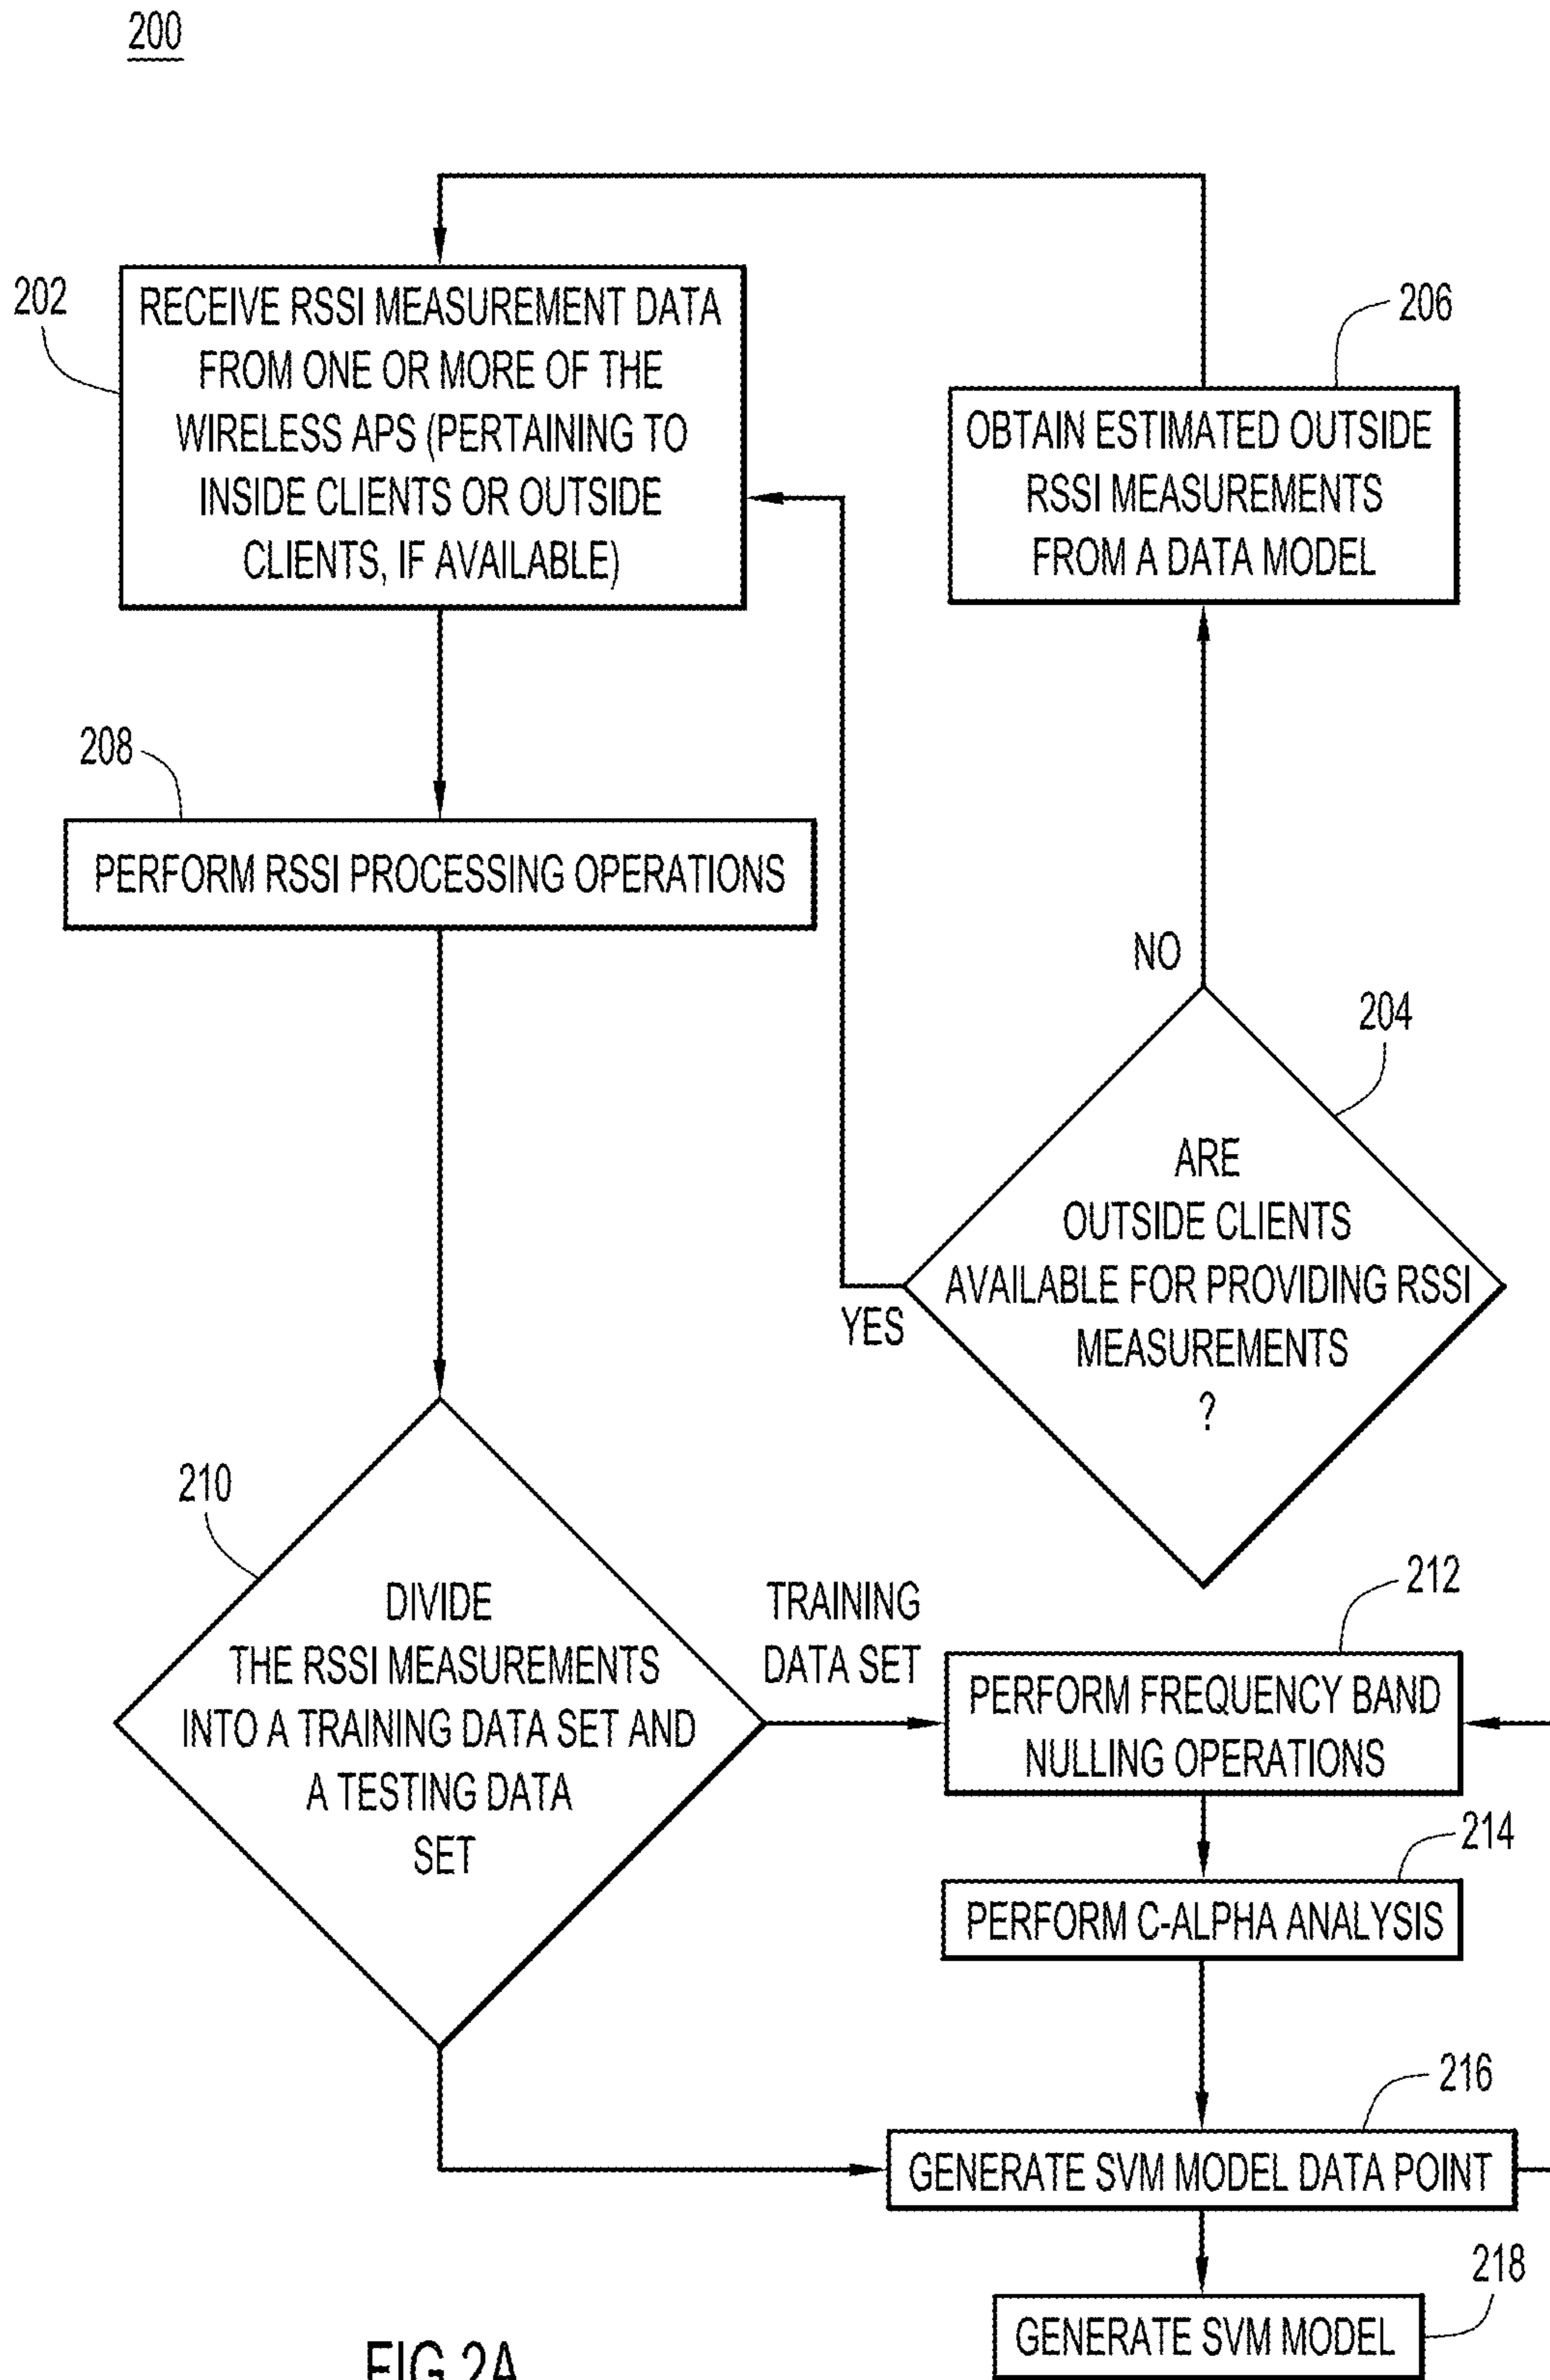 200
202
RECEIVE RSSI MEASUREMENT DATA
FROM ONE OR MORE OF THE
WIRELESS APS (PERTAINING TO
INSIDE CLIENTS OR OUTSIDE
CLIENTS, IF AVAILABLE)
206
OBTAIN ESTIMATED OUTSIDE
RSSI MEASUREMENTS
FROM A DATA MODEL
208
PERFORM RSSI PROCESSING OPERATIONS
NO
204
ARE
OUTSIDE CLIENTS
AVAILABLE FOR PROVIDING RSSI
MEASUREMENTS
?
YES
210
DIVIDE
THE RSSI MEASUREMENTS
INTO A TRAINING DATA SET AND
A TESTING DATA
SET
TRAINING
DATA SET
212
PERFORM FREQUENCY BAND
NULLING OPERATIONS
214
PERFORM C-ALPHA ANALYSIS
216
GENERATE SVM MODEL DATA POINT
218
GENERATE SVM MODEL
FIG.2A